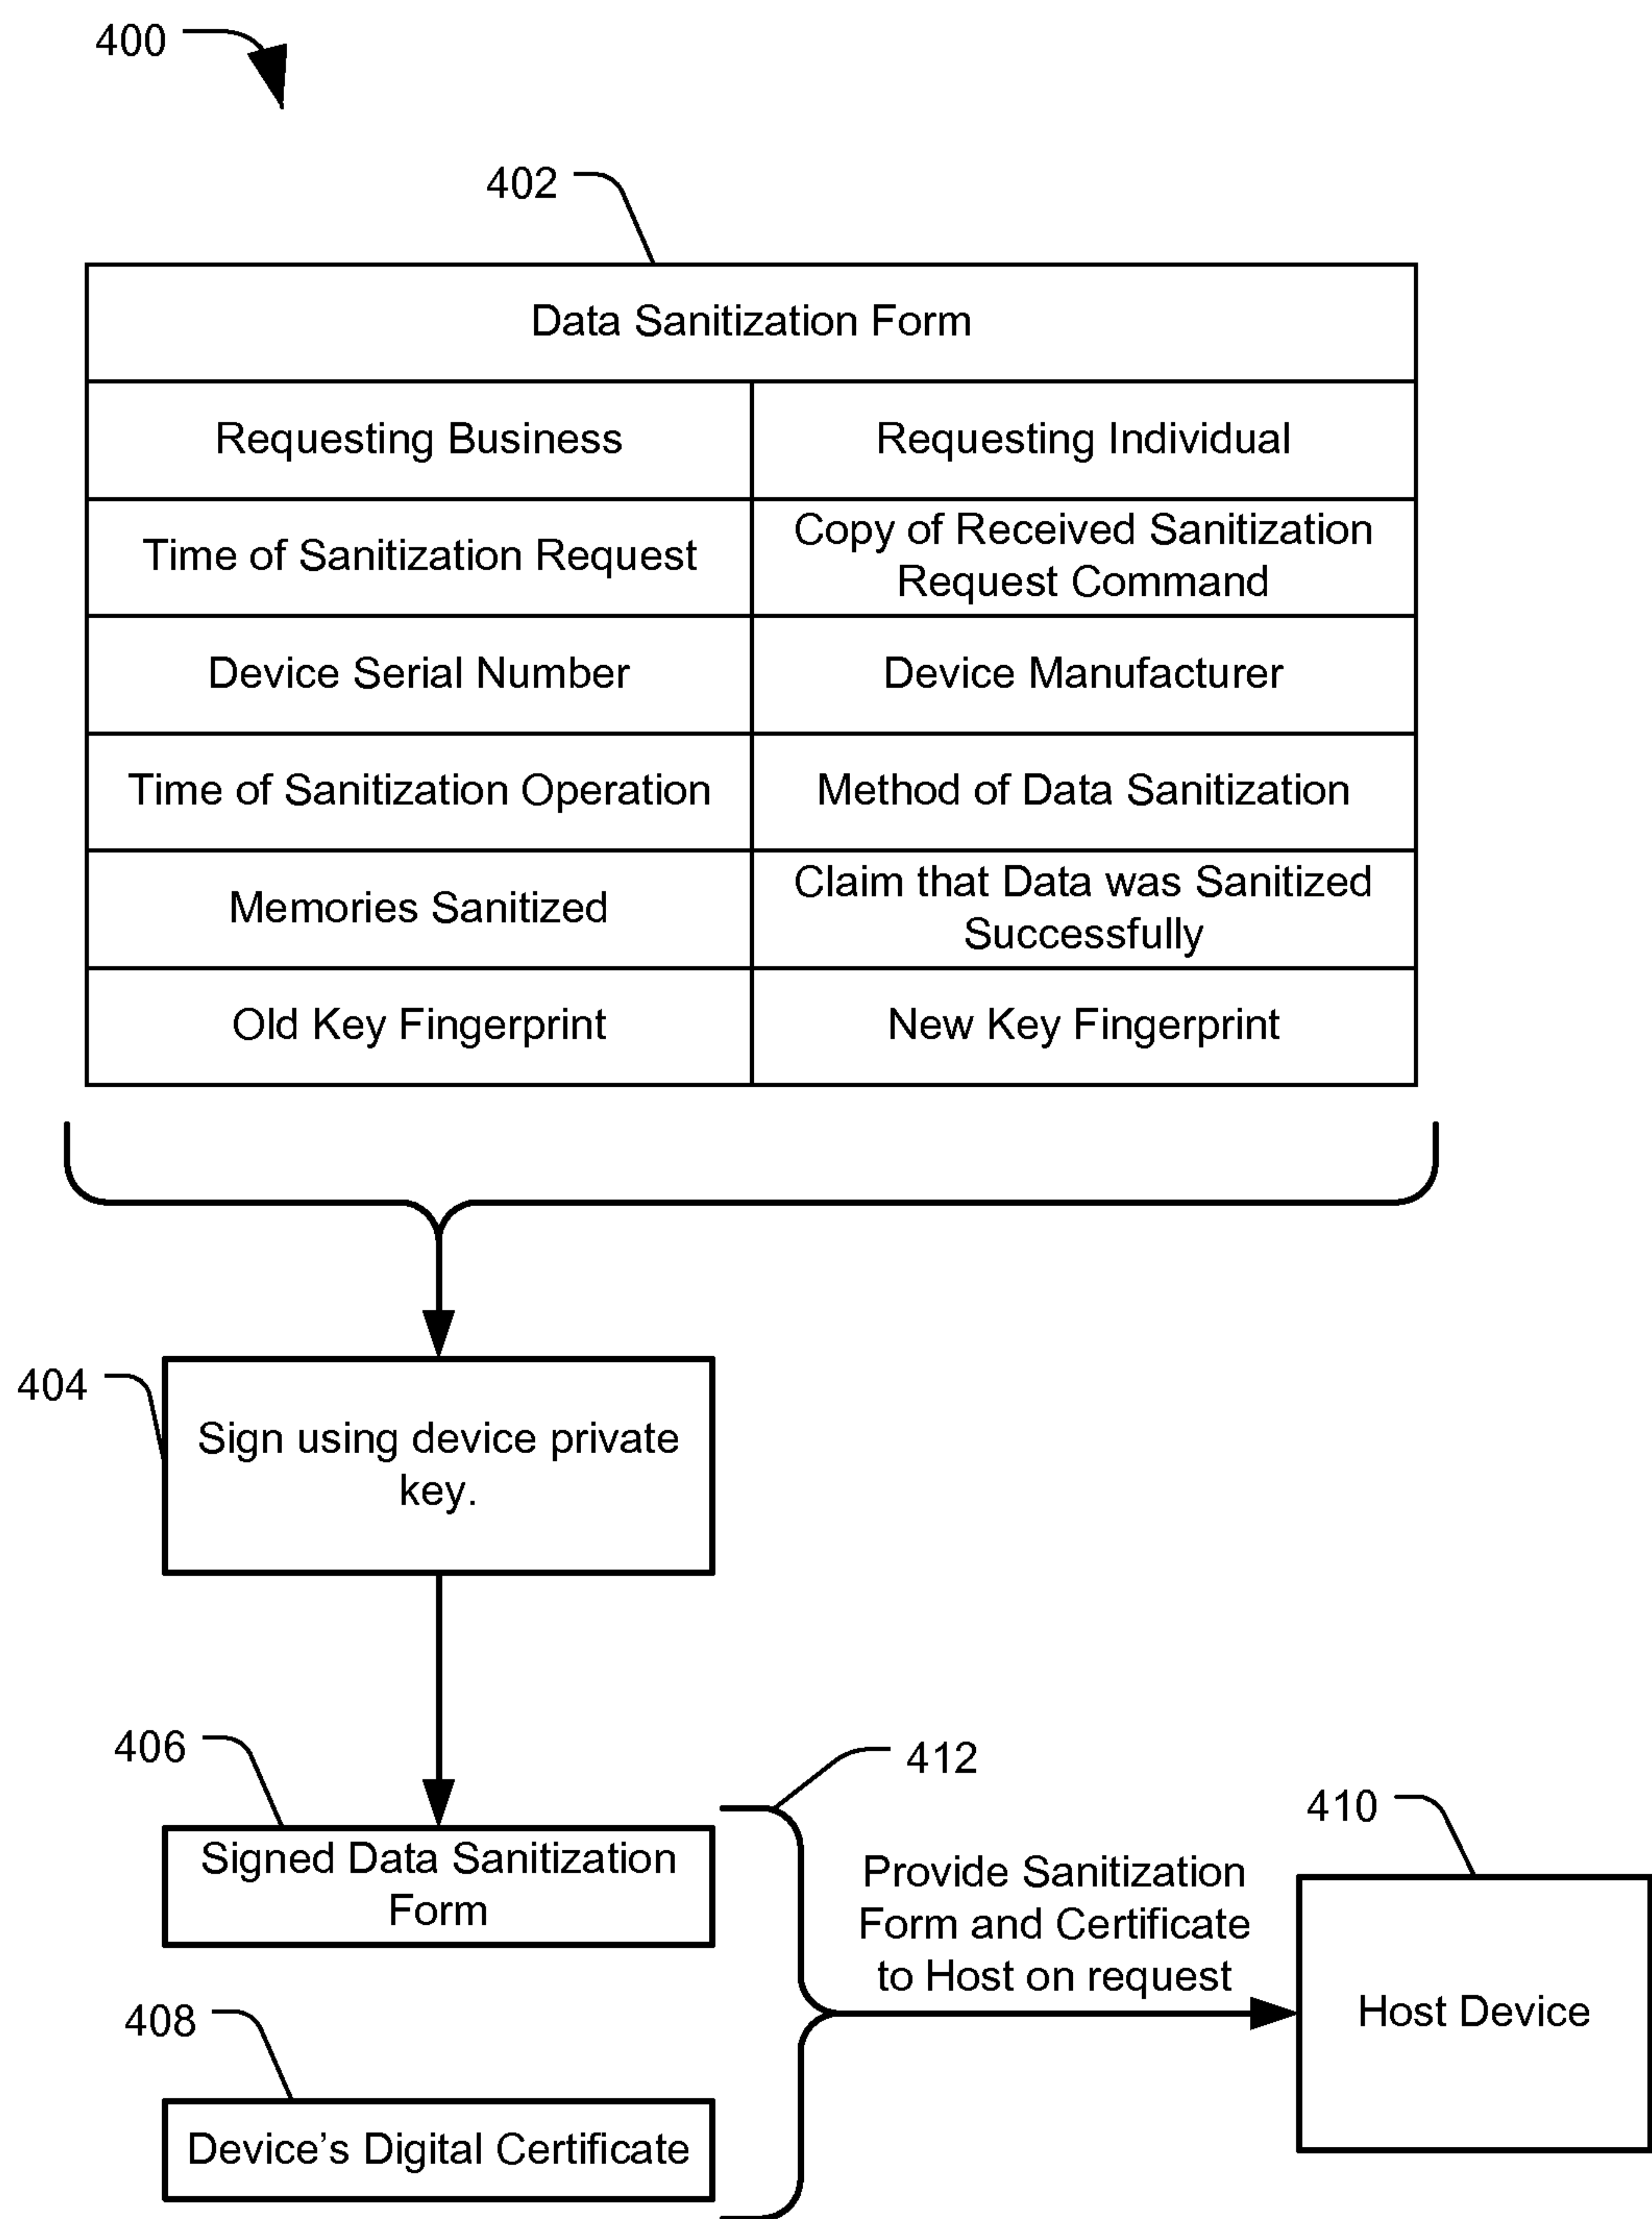 400
402
Data Sanitization Form
Requesting Business
Requesting Individual
Time of Sanitization Request
Copy of Received Sanitization
Request Command
Device Serial Number
Device Manufacturer
Time of Sanitization Operation
Method of Data Sanitization
Memories Sanitized
Claim that Data was Sanitized
Successfully
Old Key Fingerprint
New Key Fingerprint
404
Sign using device private
key.
406
Signed Data Sanitization
Form
412
Provide Sanitization
Form and Certificate
to Host on request
410
Host Device
408
Device’s Digital Certificate